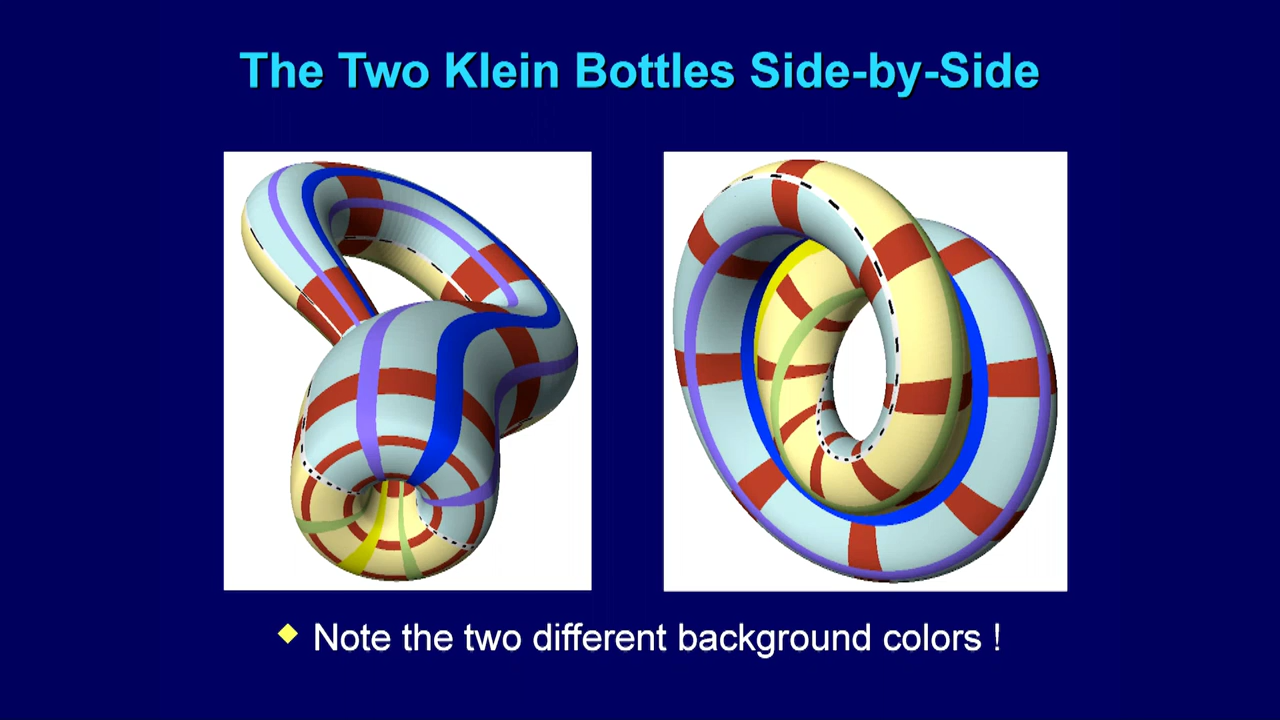 The Two Klein Bottles Side-by-Side
Note the two different background colors !